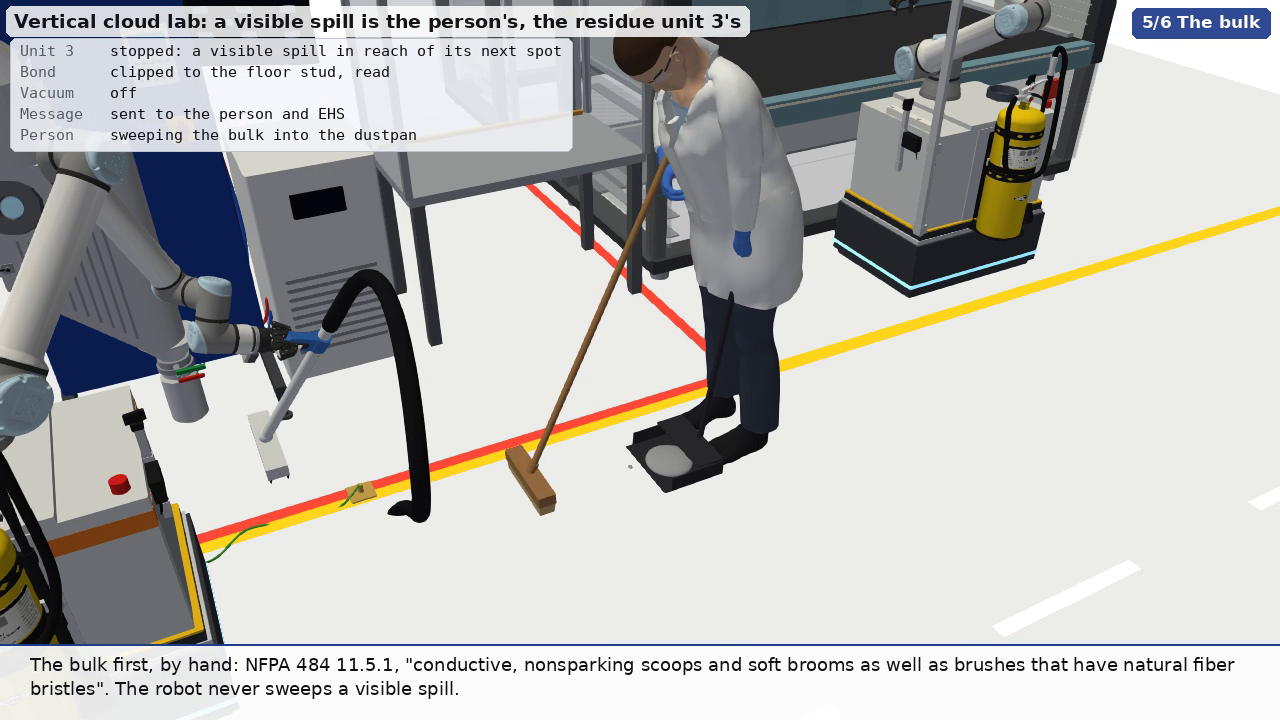 Vertical cloud lab: a visible spill is the person's, the residue unit 3's
5/6 The bulk
Unit 3 stopped: a visible spill in reach of its next spot
Bond clipped to the floor stud, read
Vacuum off
Message sent to the person and EHS
Person sweeping the bulk into the dustpan
The bulk first, by hand: NFPA 484 11.5.1, "conductive, nonsparking scoops and soft brooms as well as brushes that have natural fiber
bristles". The robot never sweeps a visible spill.